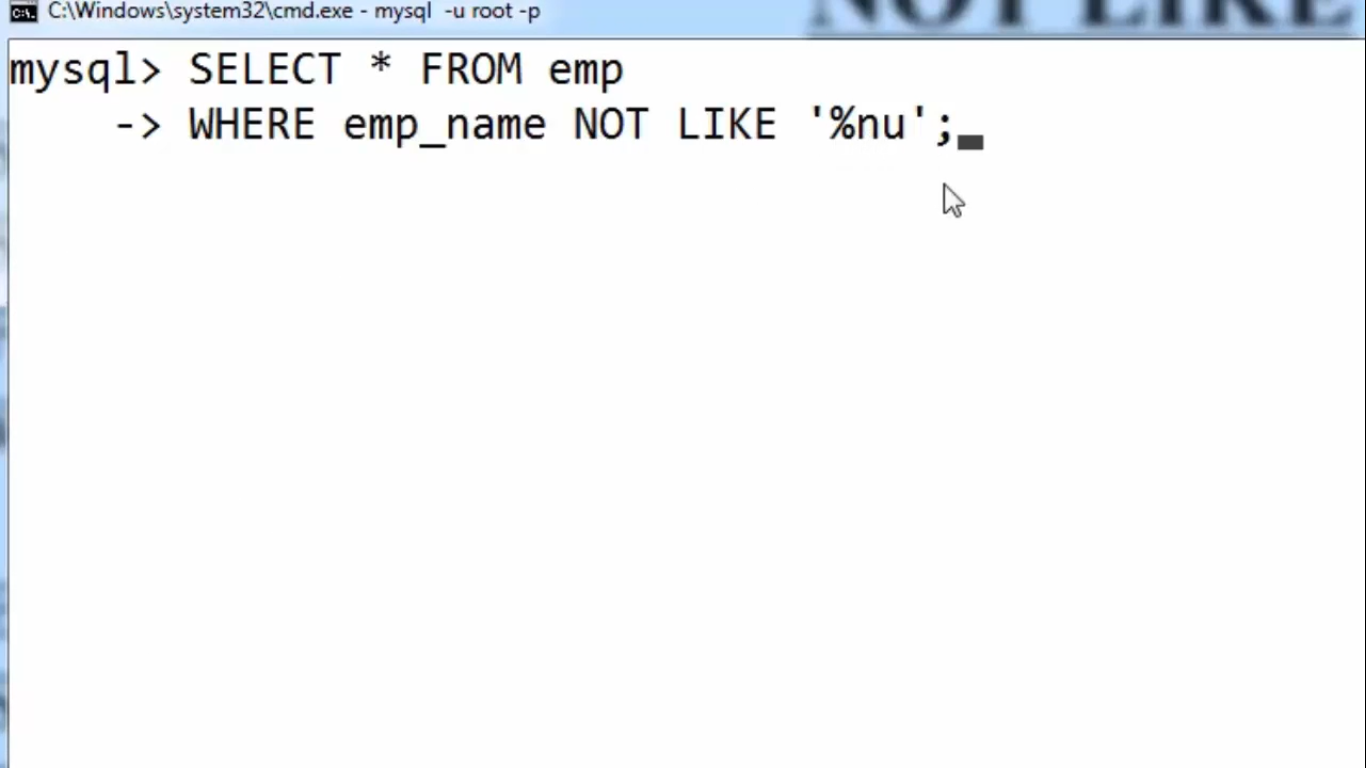 C:\Windows\system32\cmd.exe - mysql  -u root -p
NOT LIKE
mysql> SELECT * FROM emp
    -> WHERE emp_name NOT LIKE '%nu';